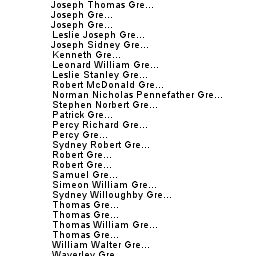 Joseph Thomas Gre...
Joseph Gre...
Joseph Gre...
Leslie Joseph Gre...
Joseph Sidney Gre...
Kenneth Gre...
Leonard William Gre...
Leslie Stanley Gre...
Robert McDonald Gre...
Norman Nicholas Pennefather Gre...
Stephen Norbert Gre...
Patrick Gre...
Percy Richard Gre...
Percy Gre...
Sydney Robert Gre...
Robert Gre...
Robert Gre...
Samuel Gre...
Simeon William Gre...
Sydney Willoughby Gre...
Thomas Gre...
Thomas Gre...
Thomas William Gre...
Thomas Gre...
William Walter Gre...
Waverley Gre...